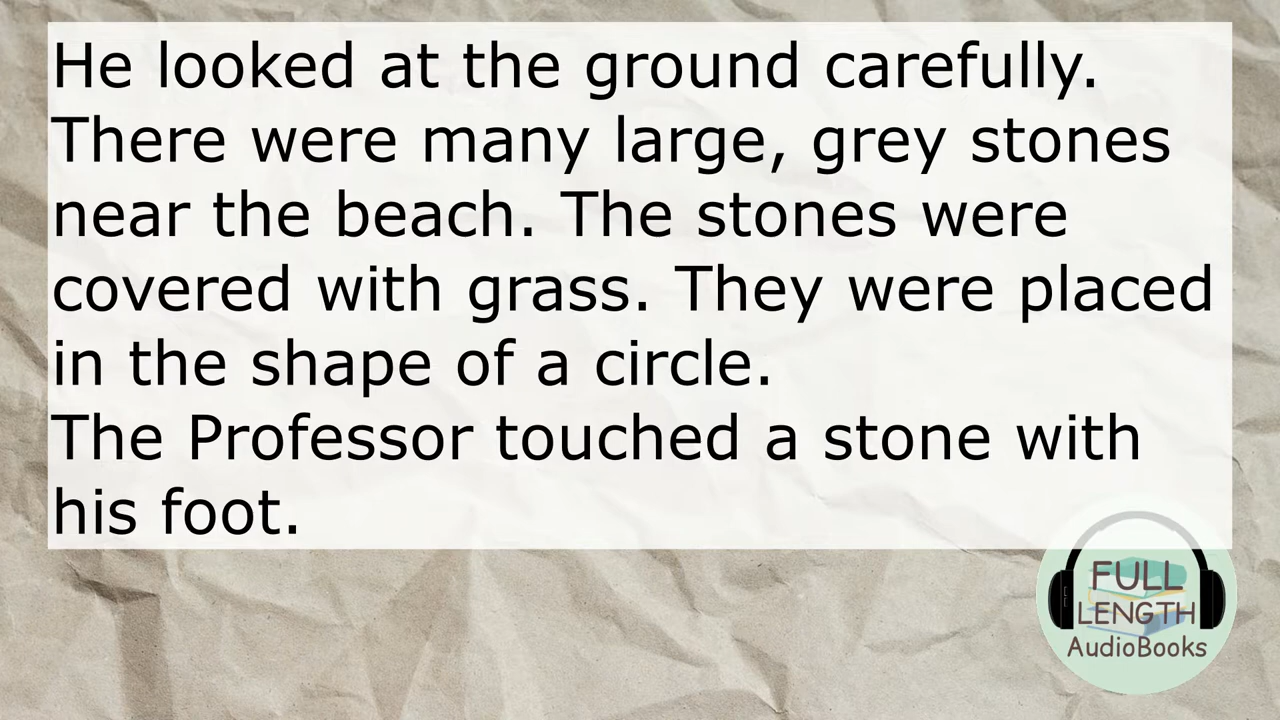 He looked at the ground carefully.
There were many large, grey stones
near the beach. The stones were
covered with grass. They were placed
in the shape of a circle.
The Professor touched a stone with
his foot.
FULL
LENGTH
AudioBooks